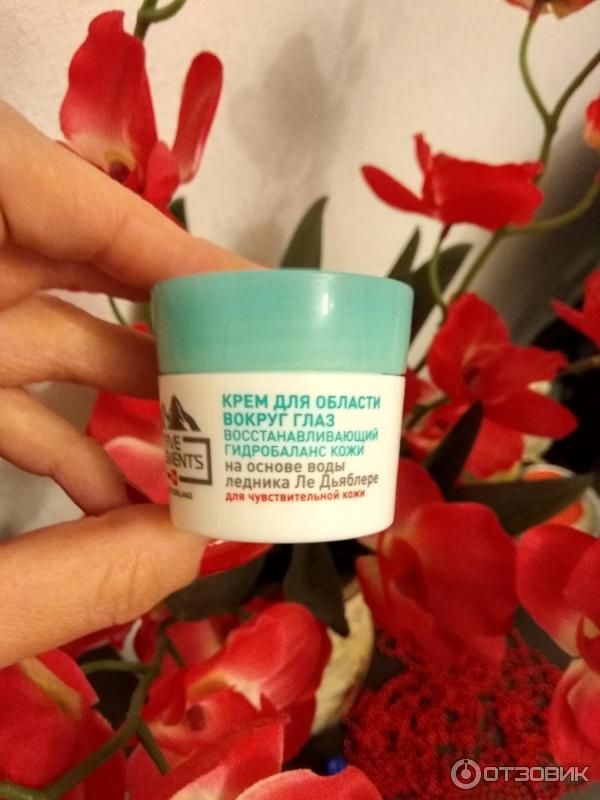 КРЕМ ДЛЯ ОБЛАСТИ
ВОКРУГ ГЛАЗ
ВОССТАНАВЛИВАЮЩИЙ
ГИДРОБАЛАНС КОЖИ
на основе воды
ледника Ле Дьяблере
для чувствительной кожи
ОТЗОВИК